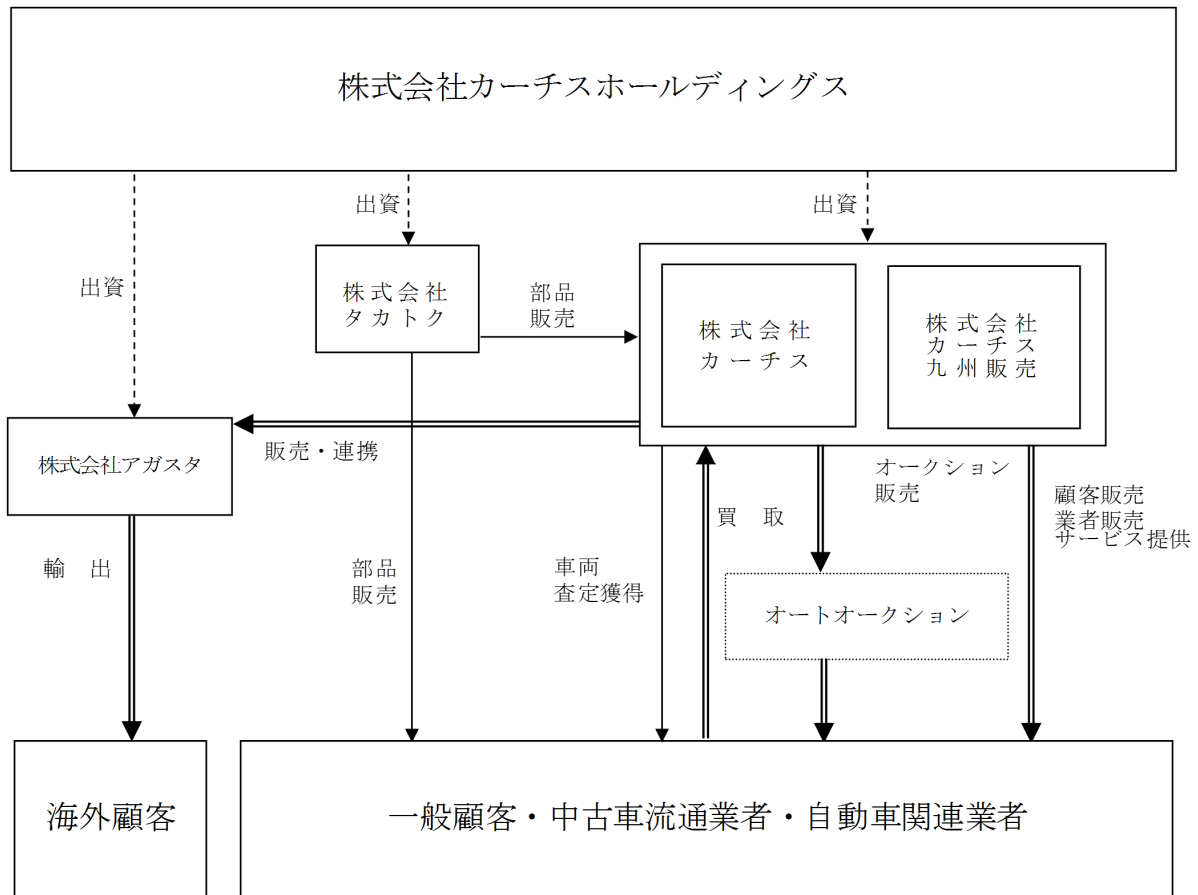 株式会社カーチスホールディングス
出資
出資
出資
株式会社
タカトク
部品
販売
株式会社
カーチス
株式会社
カーチス
九州販売
株式会社アガスタ
販売・連携
輸　出
部品
販売
車両
査定獲得
買　取
オークション
販売
顧客販売
業者販売
サービス提供
オートオークション
海外顧客
一般顧客・中古車流通業者・自動車関連業者